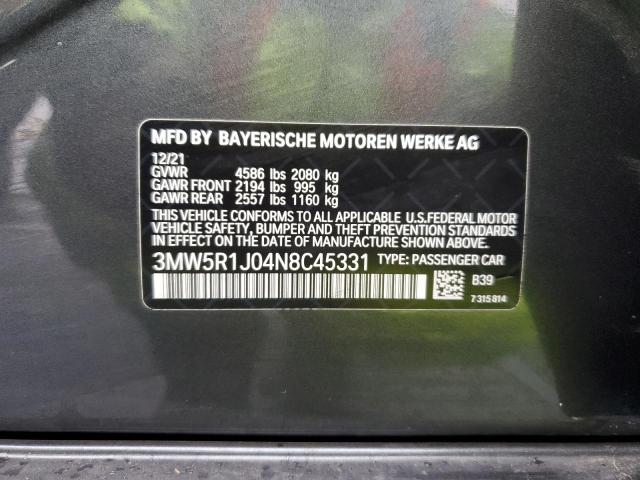 MFD BY BAYERISCHE MOTOREN WERKE AG
12/21
GVWR 4586 lbs 2080 kg
GAWR FRONT 2194 lbs 995 kg
GAWR REAR 2557 lbs 1160 kg
THIS VEHICLE CONFORMS TO ALL APPLICABLE U.S.FEDERAL MOTOR
VEHICLE SAFETY, BUMPER AND THEFT PREVENTION STANDARDS
IN EFFECT ON THE DATE OF MANUFACTURE SHOWN ABOVE.
3MW5R1J04N8C45331 TYPE: PASSENGER CAR
B39
7 315 814